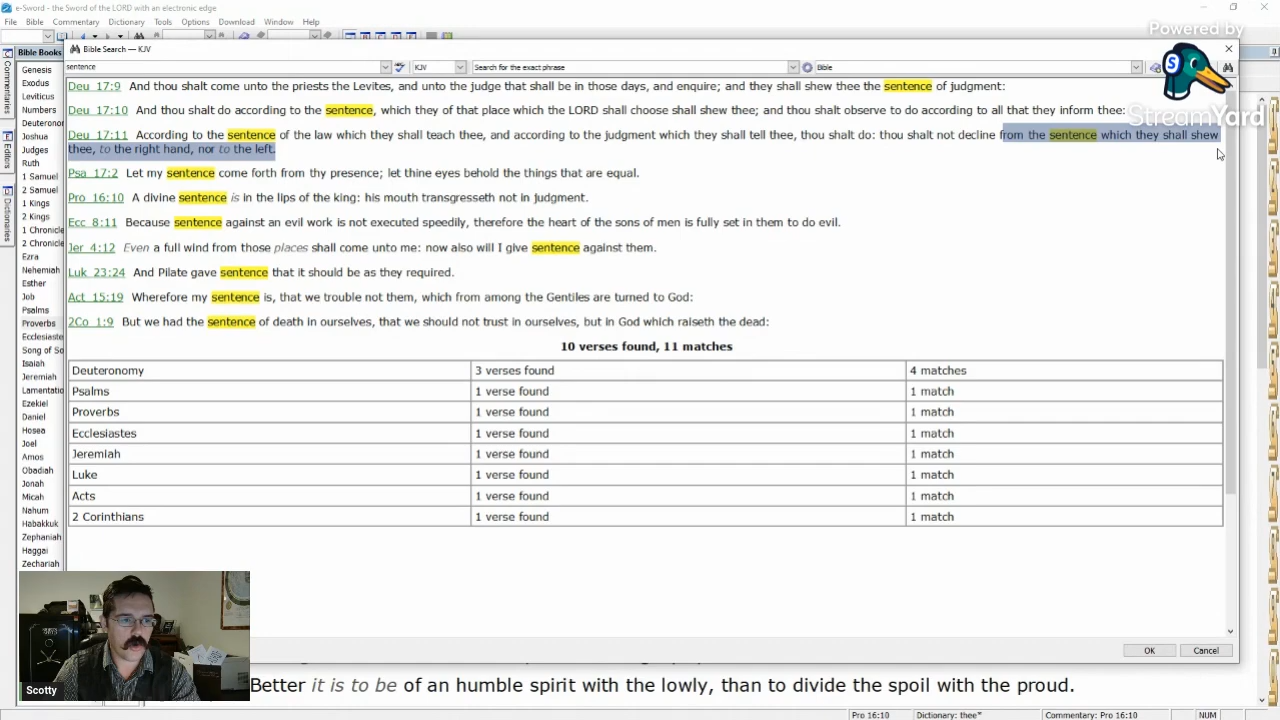 e-Sword - the Sword of the LORD with an electronic edge
File Bible Commentary Dictionary Tools Options Download Window Help
Powered by
StreamYard
Bible Search — KJV
sentence KJV Search for the exact phrase Bible
Bible Books
Commentaries
Editors
Dictionaries
Genesis
Exodus
Leviticus
Numbers
Deuteron
Joshua
Judges
Ruth
1 Samuel
2 Samuel
1 Kings
2 Kings
1 Chronicle
2 Chronicle
Ezra
Nehemiah
Esther
Job
Psalms
Proverbs
Ecclesiaste
Song of So
Isaiah
Jeremiah
Lamentatio
Ezekiel
Daniel
Hosea
Joel
Amos
Obadiah
Jonah
Micah
Nahum
Habakkuk
Zephaniah
Haggai
Zechariah
Deu 17:9 And thou shalt come unto the priests the Levites, and unto the judge that shall be in those days, and enquire; and they shall shew thee the sentence of judgment:
Deu 17:10 And thou shalt do according to the sentence, which they of that place which the LORD shall choose shall shew thee; and thou shalt observe to do according to all that they inform thee:
Deu 17:11 According to the sentence of the law which they shall teach thee, and according to the judgment which they shall tell thee, thou shalt do: thou shalt not decline from the sentence which they shall shew
thee, to the right hand, nor to the left.
Psa 17:2 Let my sentence come forth from thy presence; let thine eyes behold the things that are equal.
Pro 16:10 A divine sentence is in the lips of the king: his mouth transgresseth not in judgment.
Ecc 8:11 Because sentence against an evil work is not executed speedily, therefore the heart of the sons of men is fully set in them to do evil.
Jer 4:12 Even a full wind from those places shall come unto me: now also will I give sentence against them.
Luk 23:24 And Pilate gave sentence that it should be as they required.
Act 15:19 Wherefore my sentence is, that we trouble not them, which from among the Gentiles are turned to God:
2Co 1:9 But we had the sentence of death in ourselves, that we should not trust in ourselves, but in God which raiseth the dead:
10 verses found, 11 matches
Deuteronomy 3 verses found 4 matches
Psalms 1 verse found 1 match
Proverbs 1 verse found 1 match
Ecclesiastes 1 verse found 1 match
Jeremiah 1 verse found 1 match
Luke 1 verse found 1 match
Acts 1 verse found 1 match
2 Corinthians 1 verse found 1 match
OK Cancel
Scotty
Better it is to be of an humble spirit with the lowly, than to divide the spoil with the proud.
Pro 16:10 Dictionary: thee* Commentary: Pro 16:10 NUM